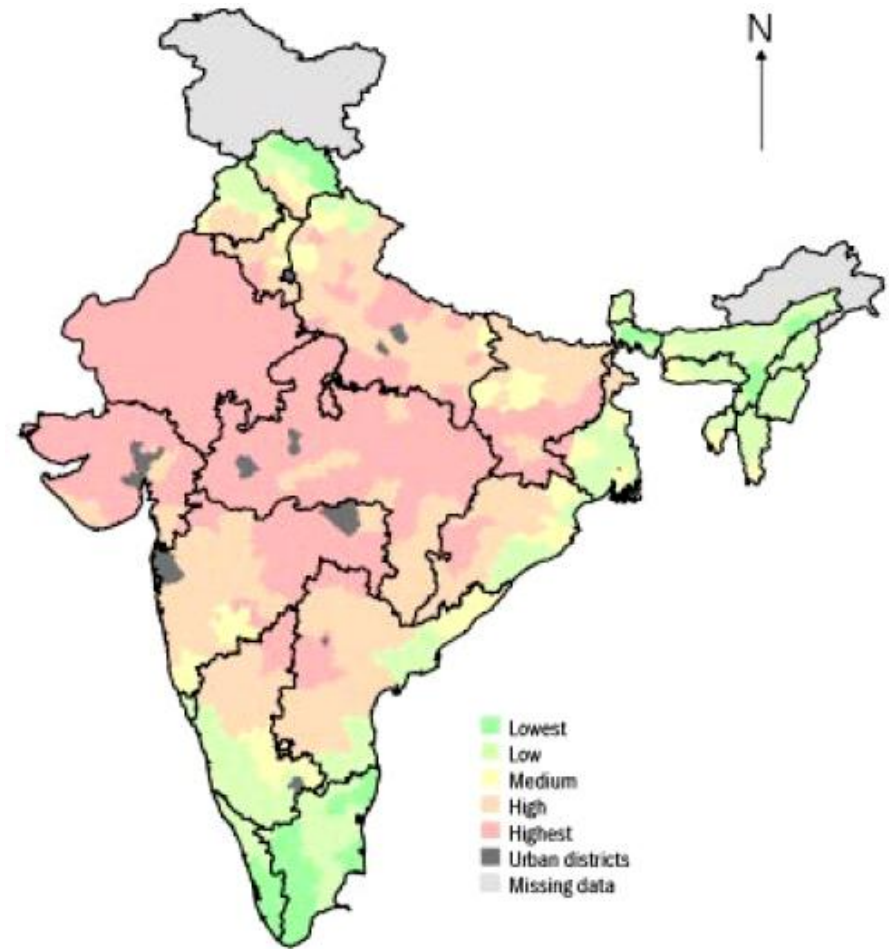 N
Lowest
Low
Medium
High
Highest
Urban districts
Missing data